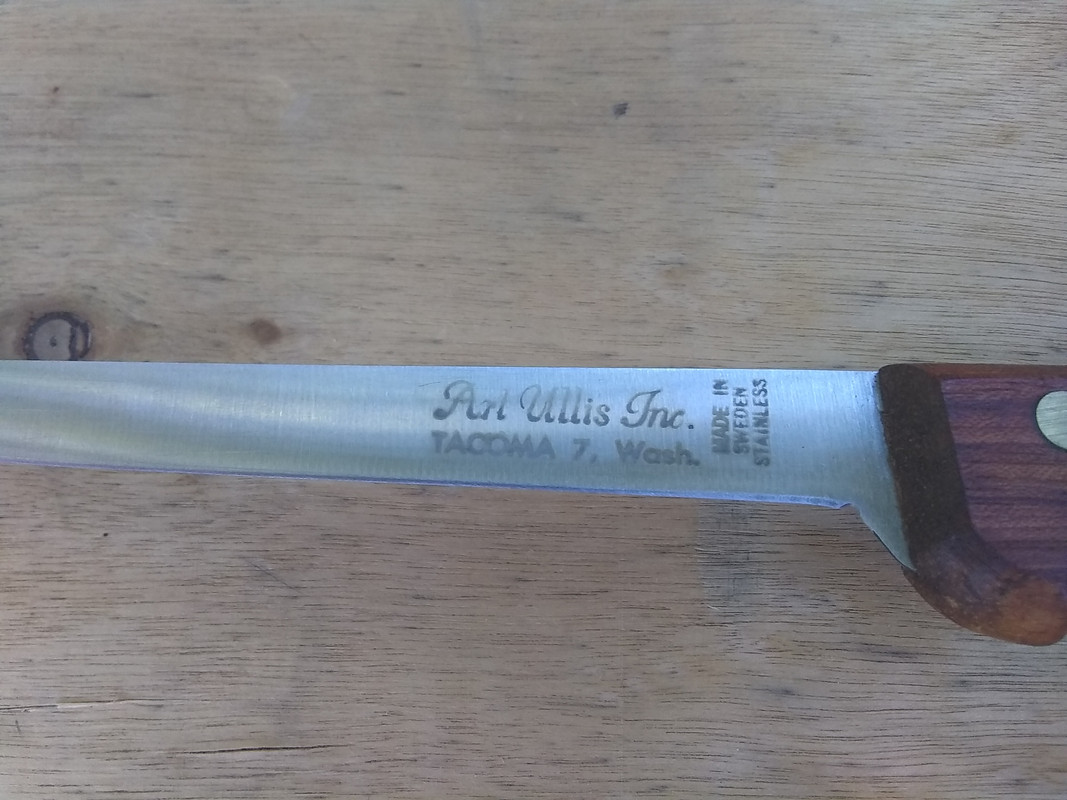 Art Ullis Inc.
TACOMA 7, Wash.
MADE IN
SWEDEN
STAINLESS